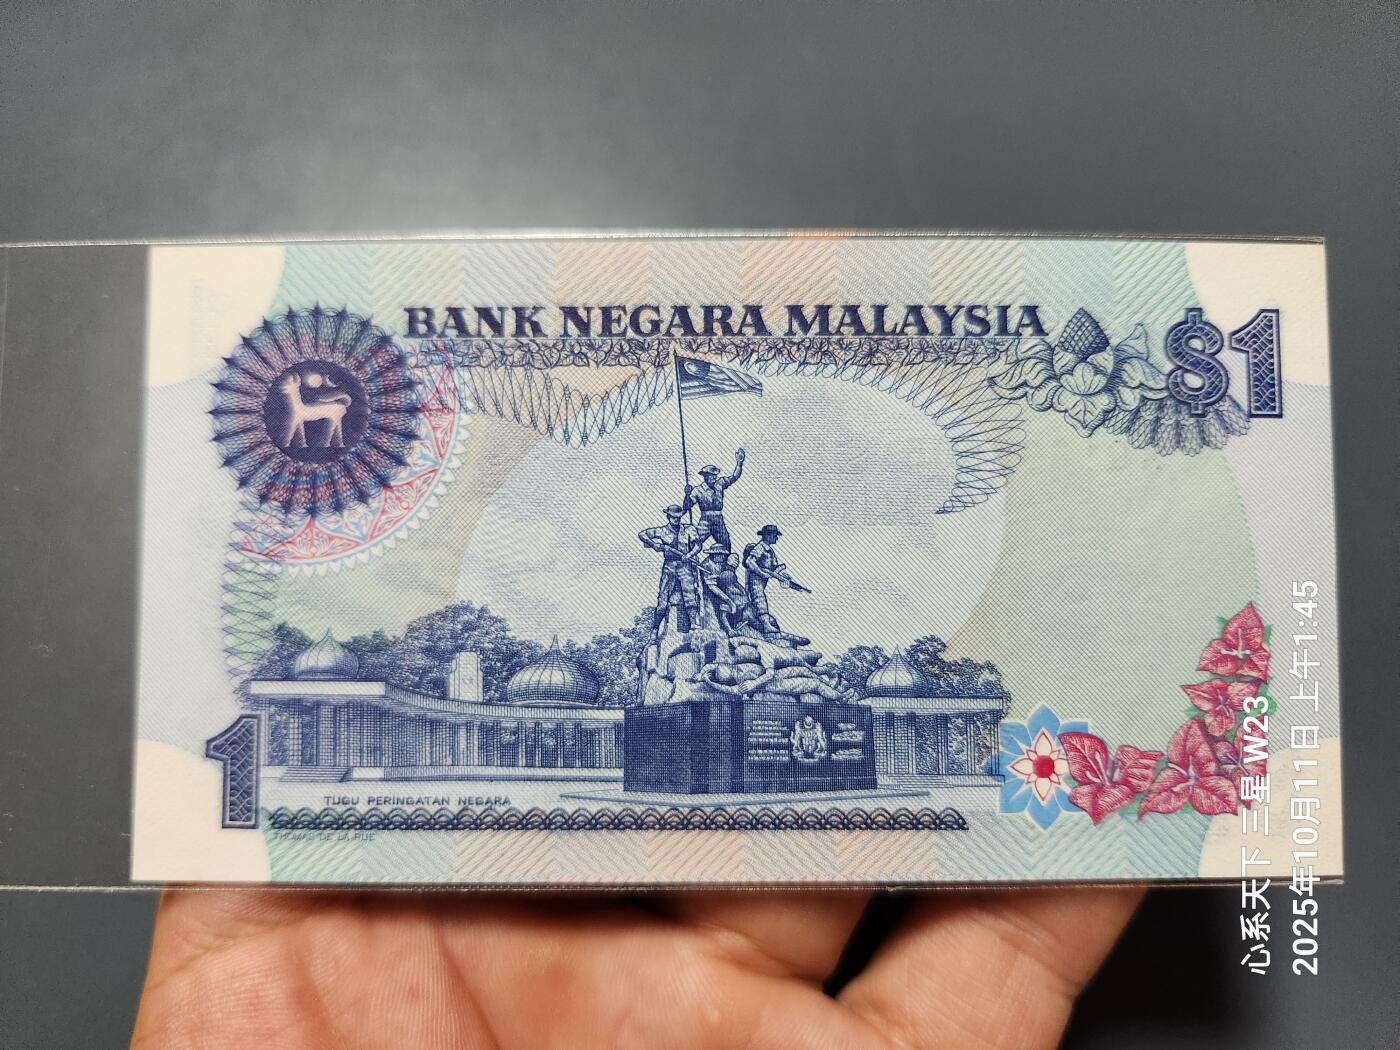 BANK NEGARA MALAYSIA
$1
1
TUGU PERINGATAN NEGARA
THOMAS DE LA RUE
心系天下 三星 W23
2025年10月11日 上午1:45